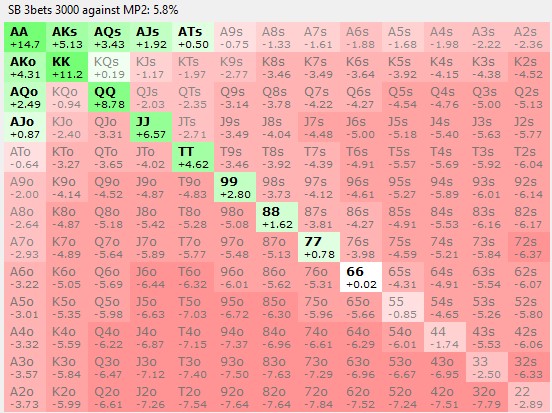 SB 3bets 3000 against MP2: 5.8%
AA AKs AQs AJs ATs A9s A8s A7s A6s A5s A4s A3s A2s
+14.7 +5.13 +3.43 +1.92 +0.50 -0.75 -1.33 -1.61 -1.88 -1.68 -1.98 -2.22 -2.36
AKo KK KQs KJs KTs K9s K8s K7s K6s K5s K4s K3s K2s
+4.31 +11.2 +0.19 -1.17 -1.97 -2.77 -3.46 -3.49 -3.64 -3.92 -4.15 -4.38 -4.52
AQo KQo QQ QJs QTs Q9s Q8s Q7s Q6s Q5s Q4s Q3s Q2s
+2.49 -0.94 +8.78 -2.03 -2.35 -3.14 -3.78 -4.22 -4.27 -4.54 -4.76 -5.00 -5.13
AJo KJo QJo JJ JTs J9s J8s J7s J6s J5s J4s J3s J2s
+0.87 -2.40 -3.31 +6.57 -2.71 -3.49 -4.04 -4.48 -5.00 -5.18 -5.40 -5.63 -5.77
ATo KTo QTo JTo TT T9s T8s T7s T6s T5s T4s T3s T2s
-0.64 -3.27 -3.65 -4.02 +4.62 -3.46 -3.92 -4.39 -4.91 -5.57 -5.69 -5.92 -6.04
A9o K9o Q9o J9o T9o 99 98s 97s 96s 95s 94s 93s 92s
-2.00 -4.14 -4.52 -4.87 -4.83 +2.80 -3.73 -4.12 -4.61 -5.27 -5.89 -6.01 -6.14
A8o K8o Q8o J8o T8o 98o 88 87s 86s 85s 84s 83s 82s
-2.64 -4.87 -5.18 -5.42 -5.28 -5.08 +1.62 -3.81 -4.27 -4.91 -5.53 -6.16 -6.17
A7o K7o Q7o J7o T7o 97o 87o 77 76s 75s 74s 73s 72s
-2.93 -4.89 -5.64 -5.89 -5.77 -5.48 -5.13 +0.78 -3.98 -4.59 -5.21 -5.84 -6.37
A6o K6o Q6o J6o T6o 96o 86o 76o 66 65s 64s 63s 62s
-3.22 -5.05 -5.69 -6.44 -6.32 -6.01 -5.62 -5.31 +0.02 -4.31 -4.91 -5.54 -6.07
A5o K5o Q5o J5o T5o 95o 85o 75o 65o 55 54s 53s 52s
-3.01 -5.35 -5.98 -6.63 -7.03 -6.72 -6.30 -5.96 -5.66 -0.85 -4.65 -5.26 -5.80
A4o K4o Q4o J4o T4o 94o 84o 74o 64o 54o 44 43s 42s
-3.32 -5.59 -6.22 -6.87 -7.15 -7.37 -6.96 -6.61 -6.29 -6.01 -1.74 -5.53 -6.06
A3o K3o Q3o J3o T3o 93o 83o 73o 63o 53o 43o 33 32s
-3.57 -5.84 -6.47 -7.12 -7.40 -7.50 -7.63 -7.29 -6.96 -6.67 -6.95 -2.50 -6.33
A2o K2o Q2o J2o T2o 92o 82o 72o 62o 52o 42o 32o 22
-3.73 -5.99 -6.61 -7.26 -7.54 -7.64 -7.64 -7.84 -7.52 -7.24 -7.51 -7.79 -2.89